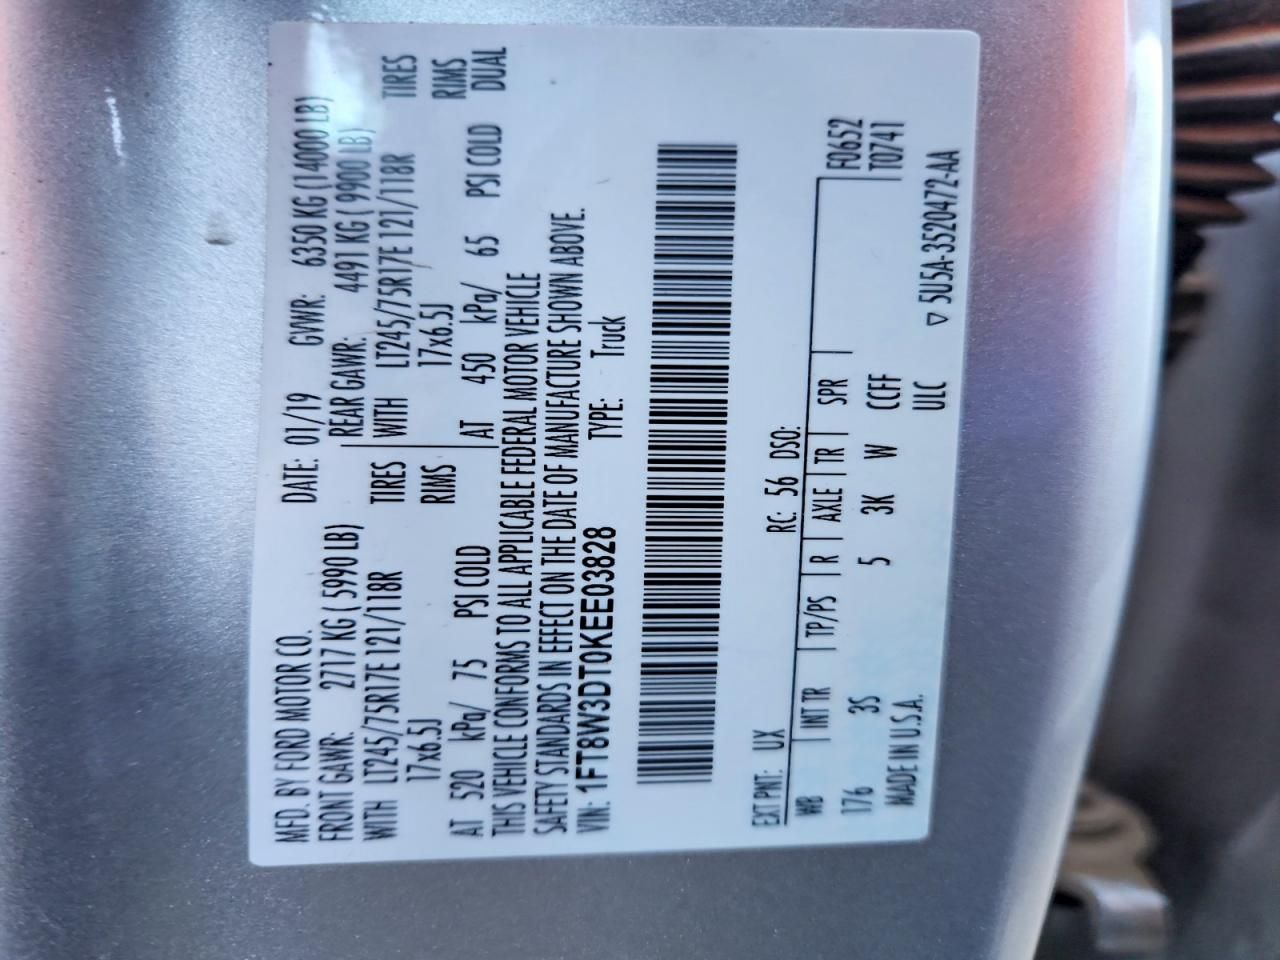 MFD. BY FORD MOTOR CO. DATE: 01/19 GVWR: 6350 KG (14000 LB)
FRONT GAWR: 2717 KG (5990 LB) REAR GAWR: 4491 KG (9900 LB)
WITH LT245/75R17E 121/118R TIRES WITH LT245/75R17E 121/118R TIRES
17x6.5J RIMS 17x6.5J RIMS
AT 520 kPa/ 75 PSI COLD AT 450 kPa/ 65 PSI COLD DUAL
THIS VEHICLE CONFORMS TO ALL APPLICABLE FEDERAL MOTOR VEHICLE
SAFETY STANDARDS IN EFFECT ON THE DATE OF MANUFACTURE SHOWN ABOVE.
VIN: 1FT8W3DT0KEE03828 TYPE: Truck
EXT PNT: UX RC: 56 DSO:
WB INT TR TP/PS R AXLE TR SPR F0652
176 3S 5 3K W CCFF T0741
MADE IN U.S.A. ULC ▽ 5U5A-3520472-AA